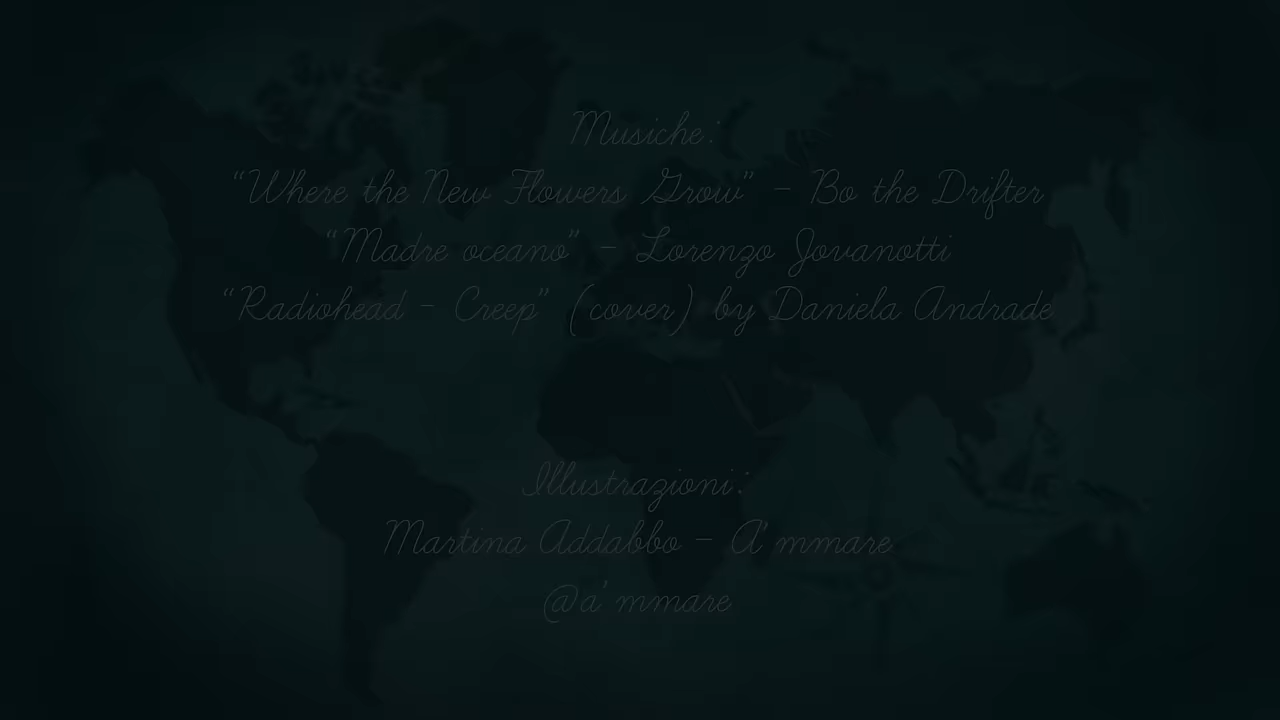 Musiche:
“Where the New Flowers Grow” - Bo the Drifter
“Madre oceano” - Lorenzo Jovanotti
“Radiohead - Creep” (cover) by Daniela Andrade
Illustrazioni:
Martina Addabbo - A’ mmare
@a’ mmare